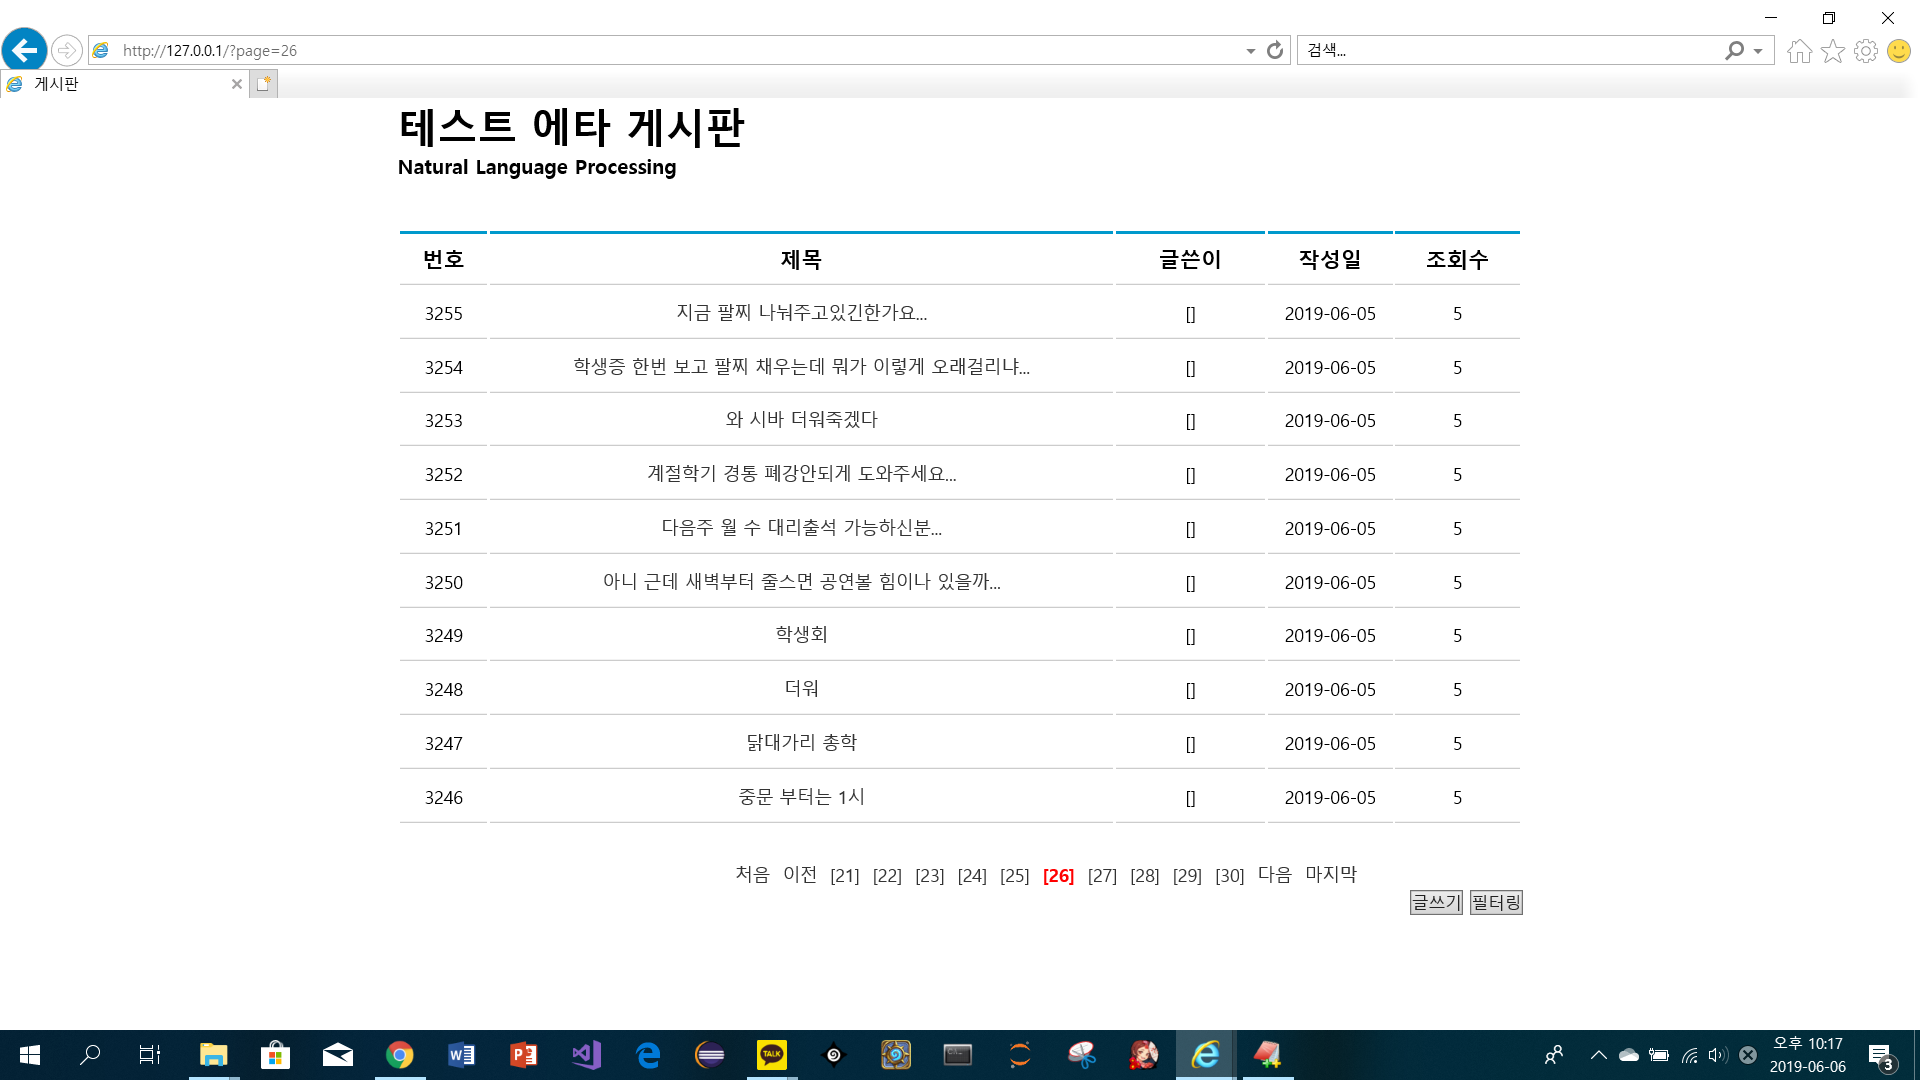 http://127.0.0.1/?page=26
검색...
게시판
테스트 에타 게시판
Natural Language Processing
번호 제목 글쓴이 작성일 조회수
3255 지금 팔찌 나눠주고있긴한가요... [] 2019-06-05 5
3254 학생증 한번 보고 팔찌 채우는데 뭐가 이렇게 오래걸리냐... [] 2019-06-05 5
3253 와 시바 더워죽겠다 [] 2019-06-05 5
3252 계절학기 경통 폐강안되게 도와주세요... [] 2019-06-05 5
3251 다음주 월 수 대리출석 가능하신분... [] 2019-06-05 5
3250 아니 근데 새벽부터 줄스면 공연볼 힘이나 있을까... [] 2019-06-05 5
3249 학생회 [] 2019-06-05 5
3248 더워 [] 2019-06-05 5
3247 닭대가리 총학 [] 2019-06-05 5
3246 중문 부터는 1시 [] 2019-06-05 5
처음 이전 [21] [22] [23] [24] [25] [26] [27] [28] [29] [30] 다음 마지막
글쓰기 필터링
TALK
오후 10:17
2019-06-06
3